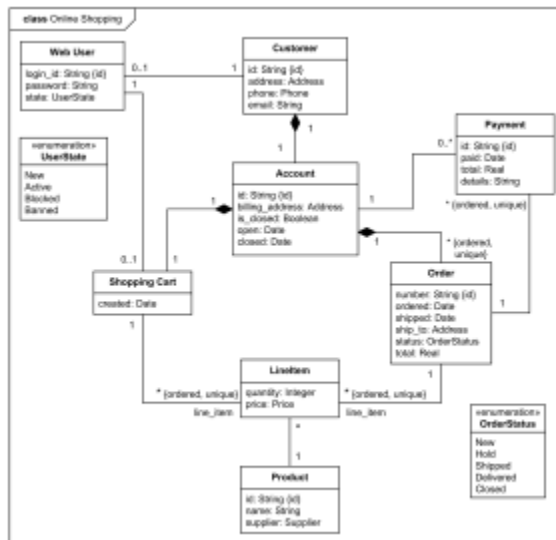 class Online Shopping
Web User
login_id: String {id}
password: String
state: UserState
0..1
1
1
Customer
id: String {id}
address: Address
phone: Phone
email: String
1
1
«enumeration»
UserState
New
Active
Blocked
Banned
Payment
id: String {id}
paid: Date
total: Real
details: String
0..*
1
* {ordered, unique}
Account
id: String {id}
billing_address: Address
is_closed: Boolean
open: Date
closed: Date
1
1
1
0..1
* {ordered,
unique}
Shopping Cart
created: Date
1
Order
number: String {id}
ordered: Date
shipped: Date
ship_to: Address
status: OrderStatus
total: Real
1
1
LineItem
quantity: Integer
price: Price
* {ordered, unique}
line_item
* {ordered, unique}
line_item
*
1
«enumeration»
OrderStatus
New
Hold
Shipped
Delivered
Closed
Product
id: String {id}
name: String
supplier: Supplier